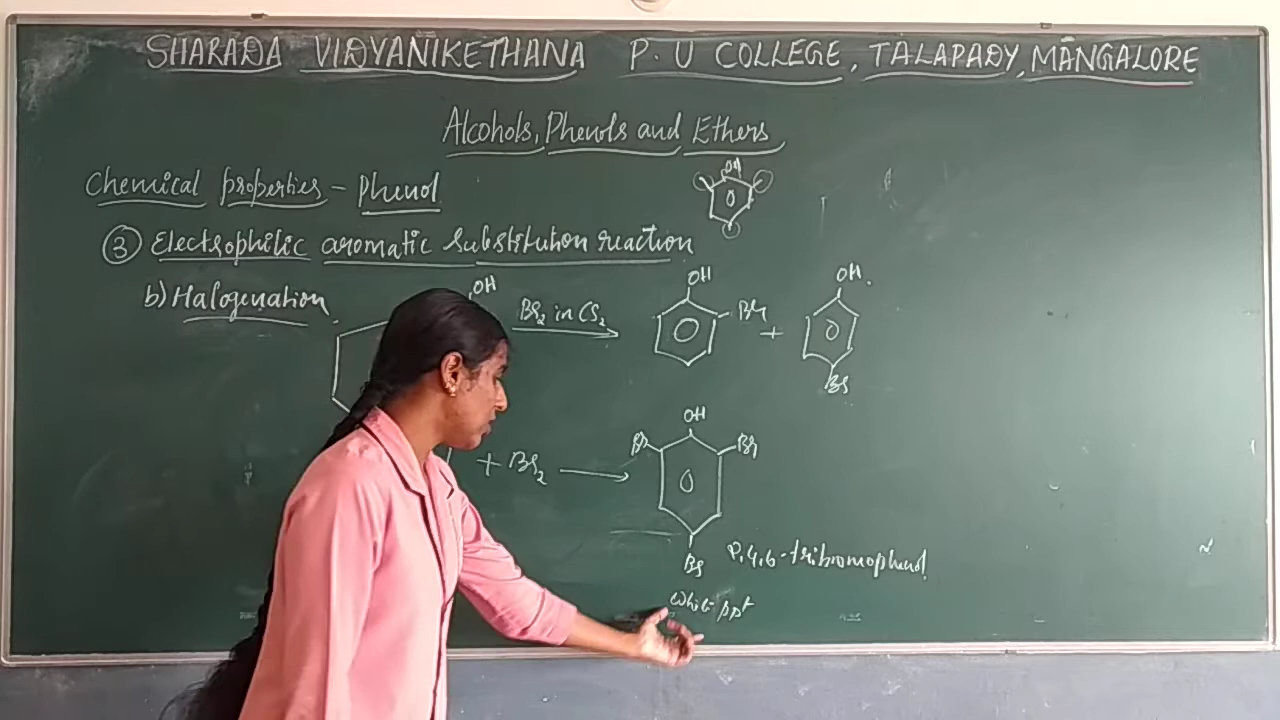 SHARADA VIDYANIKETHANA P. U COLLEGE, TALAPADY, MANGALORE
Alcohols, Phenols and Ethers
OH
Chemical properties - Phenol
③ Electrophilic aromatic substitution reaction
b) Halogenation
OH
Br₂ in CS₂
OH
Br
+
OH
Br
+ Br₂
OH
Br
Br
Br
2,4,6-tribromophenol
White ppt